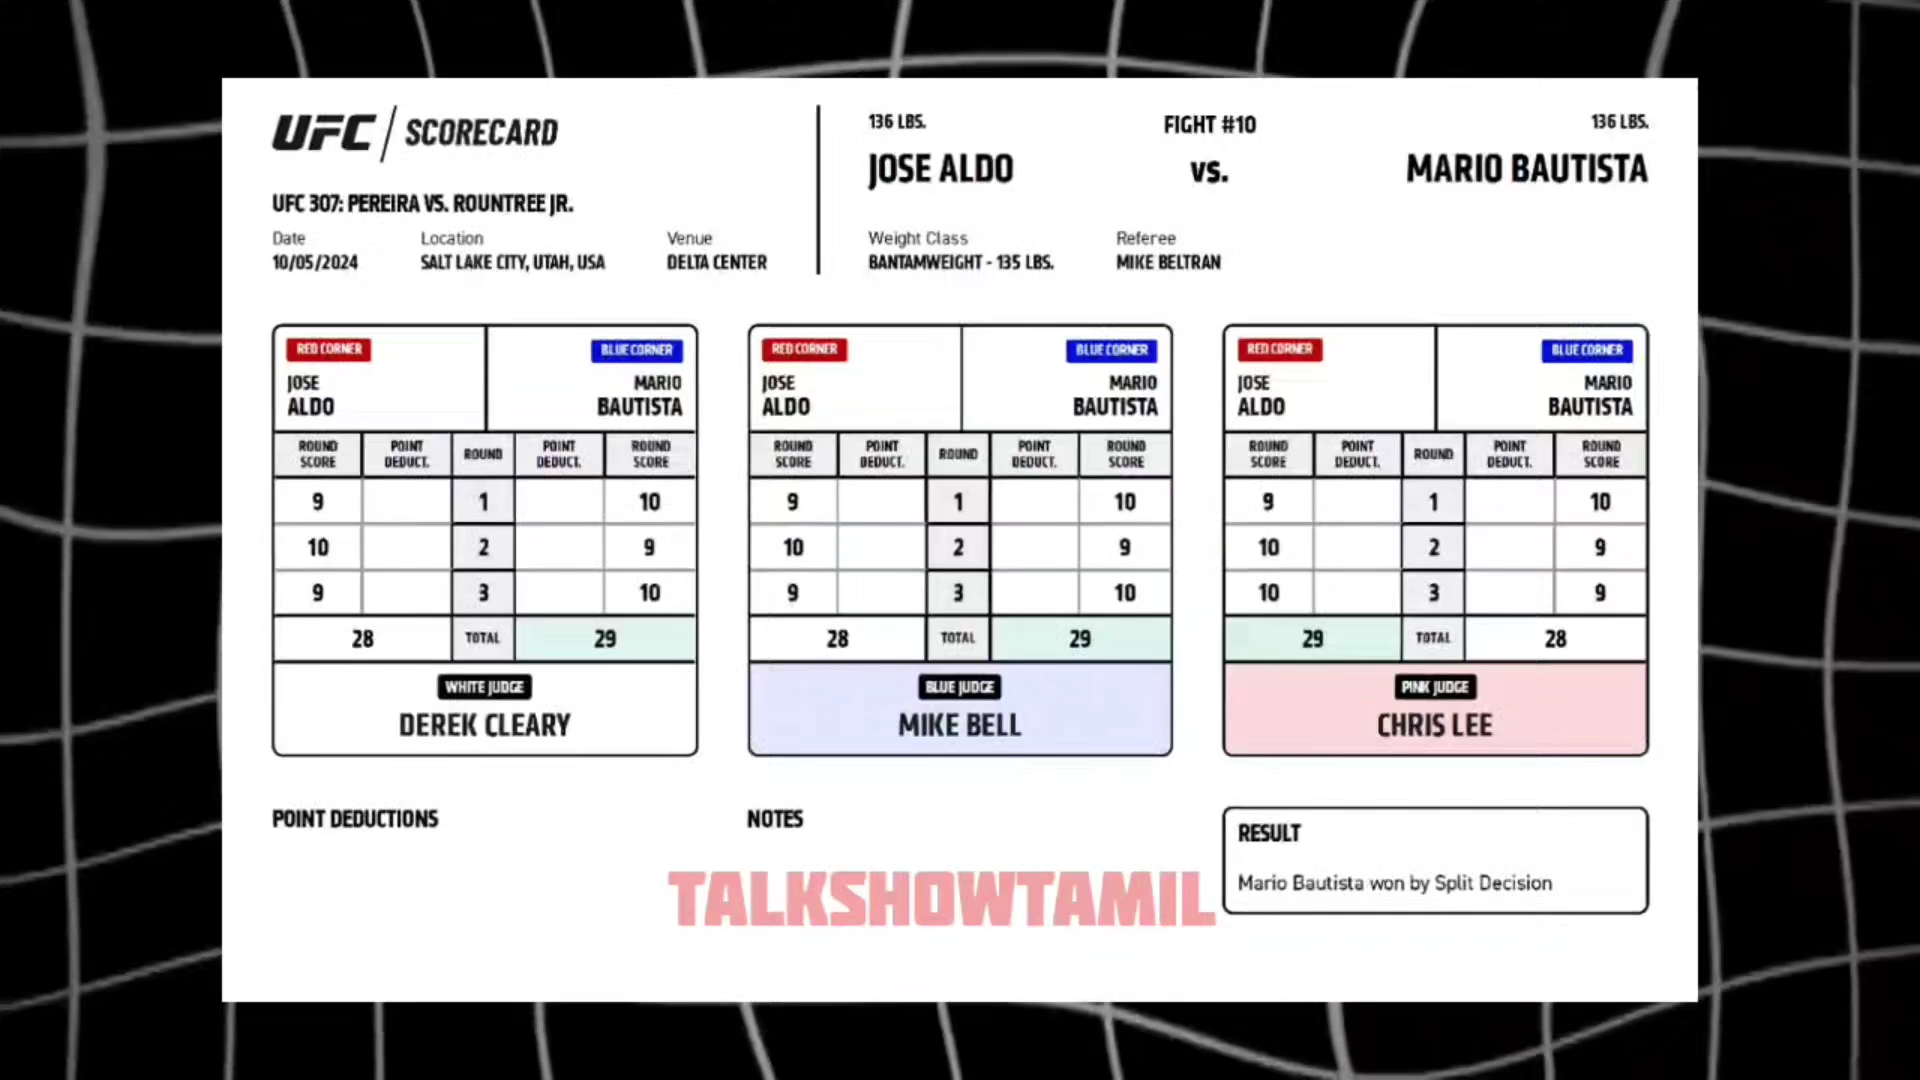 UFC / SCORECARD
UFC 307: PEREIRA VS. ROUNTREE JR.
Date Location Venue
10/05/2024 SALT LAKE CITY, UTAH, USA DELTA CENTER
136 LBS. FIGHT #10 136 LBS.
JOSE ALDO VS. MARIO BAUTISTA
Weight Class Referee
BANTAMWEIGHT - 135 LBS. MIKE BELTRAN
RED CORNER BLUE CORNER
JOSE MARIO
ALDO BAUTISTA
ROUND POINT ROUND POINT ROUND
SCORE DEDUCT. DEDUCT. SCORE
9 1 10
10 2 9
9 3 10
28 TOTAL 29
WHITE JUDGE
DEREK CLEARY
RED CORNER BLUE CORNER
JOSE MARIO
ALDO BAUTISTA
ROUND POINT ROUND POINT ROUND
SCORE DEDUCT. DEDUCT. SCORE
9 1 10
10 2 9
9 3 10
28 TOTAL 29
BLUE JUDGE
MIKE BELL
RED CORNER BLUE CORNER
JOSE MARIO
ALDO BAUTISTA
ROUND POINT ROUND POINT ROUND
SCORE DEDUCT. DEDUCT. SCORE
9 1 10
10 2 9
10 3 9
29 TOTAL 28
PINK JUDGE
CHRIS LEE
POINT DEDUCTIONS
NOTES
RESULT
Mario Bautista won by Split Decision
TALKSHOWTAMIL